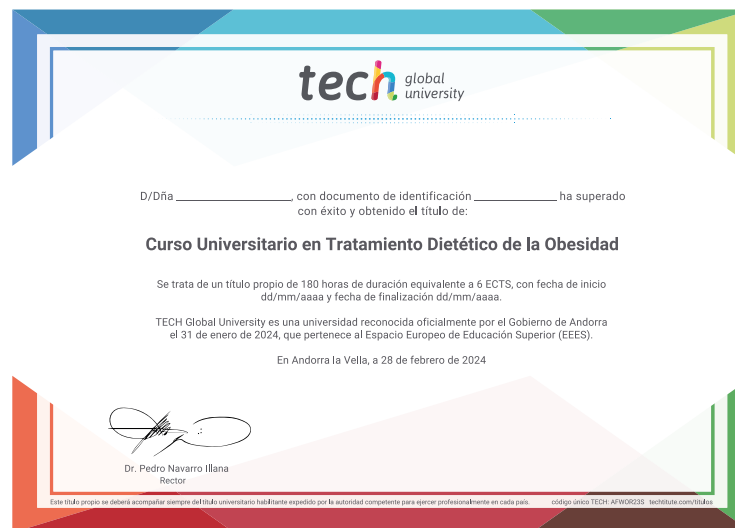 tech global university
D/Dña ____________________, con documento de identificación ______________ ha superado
con éxito y obtenido el título de:
Curso Universitario en Tratamiento Dietético de la Obesidad
Se trata de un título propio de 180 horas de duración equivalente a 6 ECTS, con fecha de inicio
dd/mm/aaaa y fecha de finalización dd/mm/aaaa.
TECH Global University es una universidad reconocida oficialmente por el Gobierno de Andorra
el 31 de enero de 2024, que pertenece al Espacio Europeo de Educación Superior (EEES).
En Andorra la Vella, a 28 de febrero de 2024
Dr. Pedro Navarro Illana
Rector
Este título propio se deberá acompañar siempre del título universitario habilitante expedido por la autoridad competente para ejercer profesionalmente en cada país. código único TECH: AFWOR23S techtitute.com/titulos